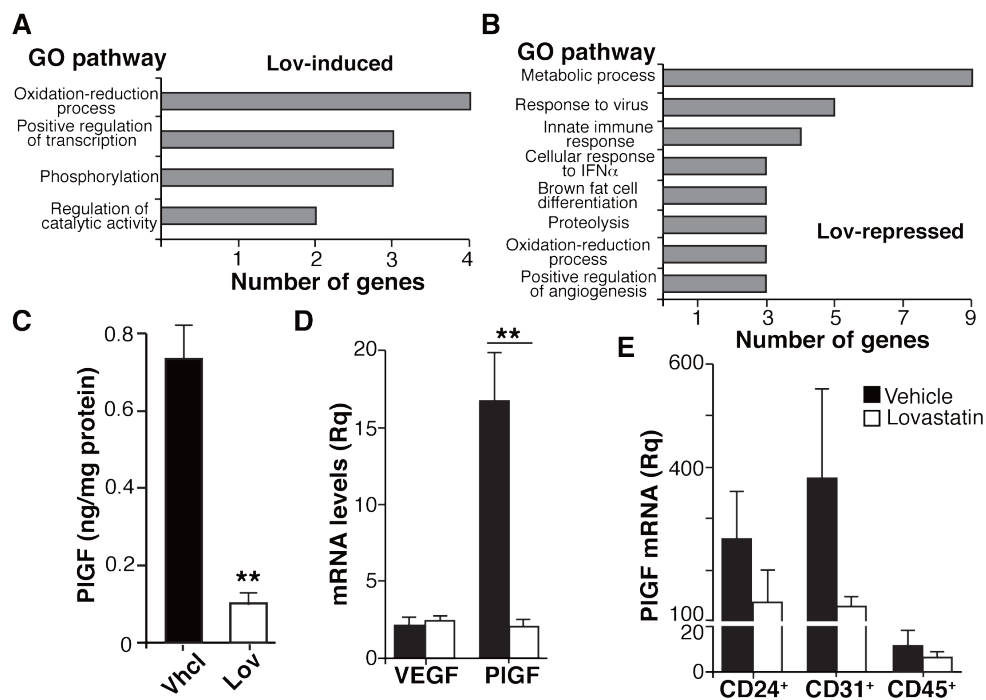 A
GO pathway
Lov-induced
Oxidation-reduction
process
Positive regulation
of transcription
Phosphorylation
Regulation of
catalytic activity
1 2 3 4
Number of genes
B
GO pathway
Metabolic process
Response to virus
Innate immune
response
Cellular response
to IFNα
Brown fat cell
differentiation
Proteolysis
Oxidation-reduction
process
Positive regulation
of angiogenesis
Lov-repressed
1 3 5 7 9
Number of genes
C
PlGF (ng/mg protein)
0.8
0.6
0.4
0.2
0
**
Vhcl Lov
D
mRNA levels (Rq)
20
15
10
5
0
**
VEGF PlGF
E
PlGF mRNA (Rq)
600
400
100
20
0
Vehicle
Lovastatin
CD24+ CD31+ CD45+